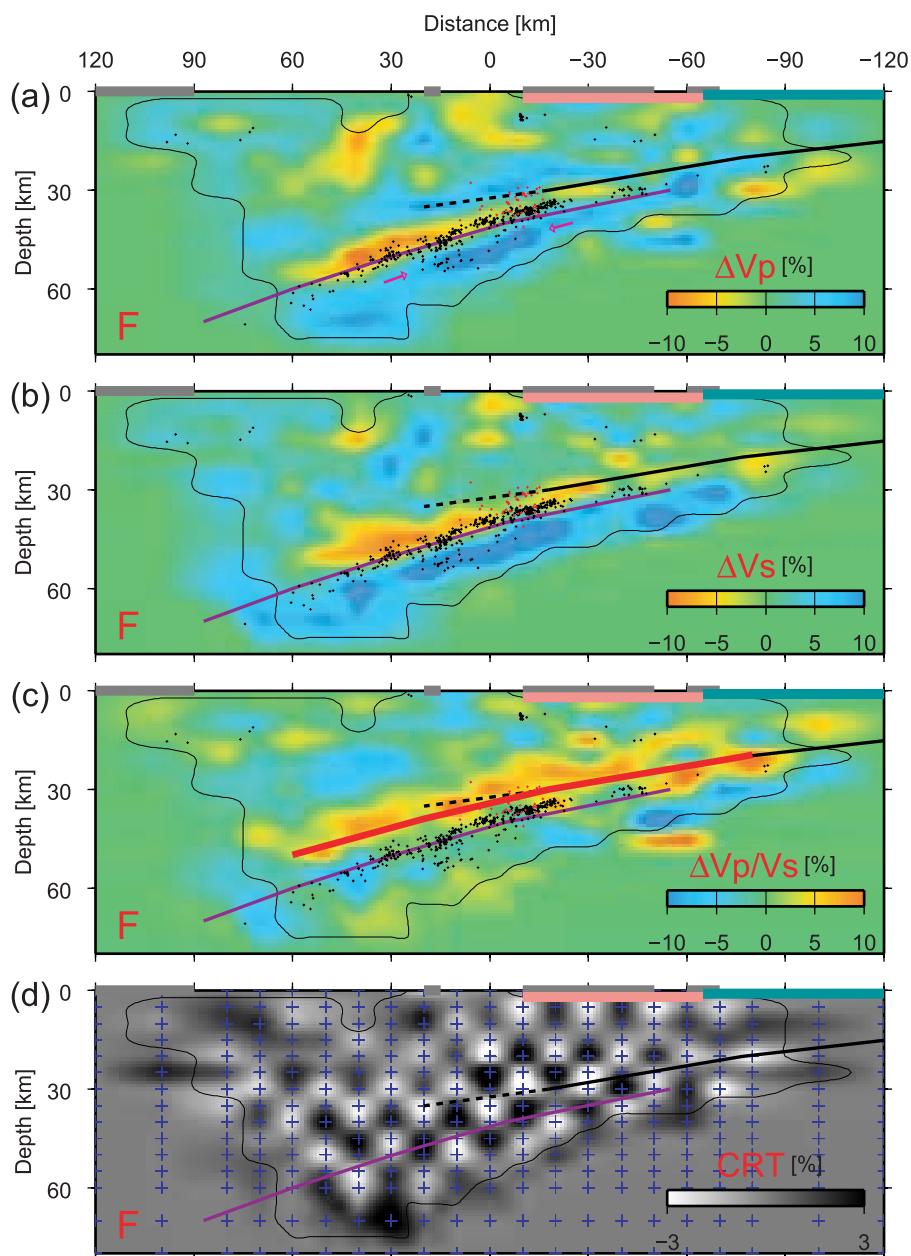 Distance [km]
120 90 60 30 0 −30 −60 −90 −120
(a)
0
30
60
Depth [km]
F
ΔVp [%]
−10 −5 0 5 10
(b)
0
30
60
Depth [km]
F
ΔVs [%]
−10 −5 0 5 10
(c)
0
30
60
Depth [km]
F
ΔVp/Vs [%]
−10 −5 0 5 10
(d)
0
30
60
Depth [km]
F
CRT [%]
−3 3